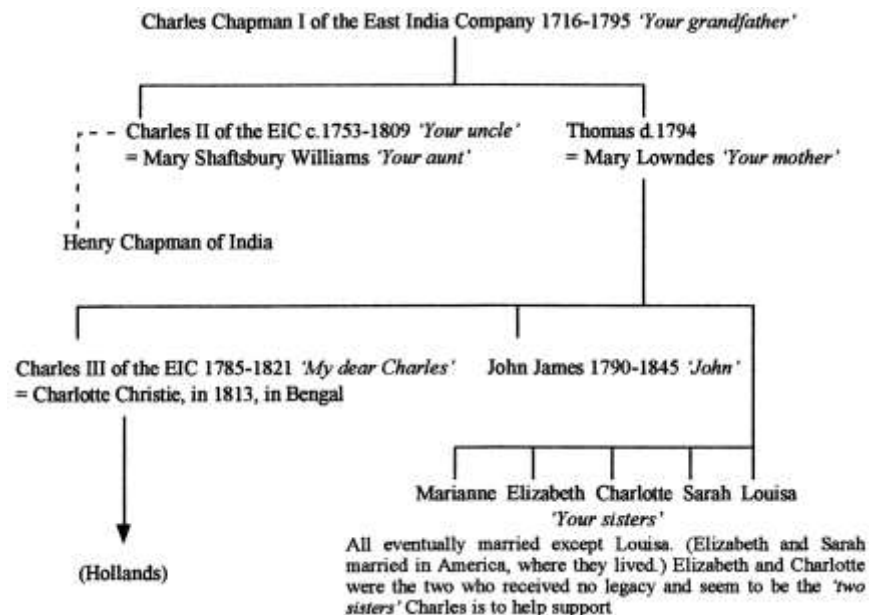 Charles Chapman I of the East India Company 1716-1795 'Your grandfather'
Charles II of the EIC c.1753-1809 'Your uncle'
= Mary Shaftsbury Williams 'Your aunt'
Thomas d.1794
= Mary Lowndes 'Your mother'
Henry Chapman of India
Charles III of the EIC 1785-1821 'My dear Charles'
= Charlotte Christie, in 1813, in Bengal
John James 1790-1845 'John'
Marianne Elizabeth Charlotte Sarah Louisa
'Your sisters'
All eventually married except Louisa. (Elizabeth and Sarah
married in America, where they lived.) Elizabeth and Charlotte
were the two who received no legacy and seem to be the 'two
sisters' Charles is to help support
(Hollands)